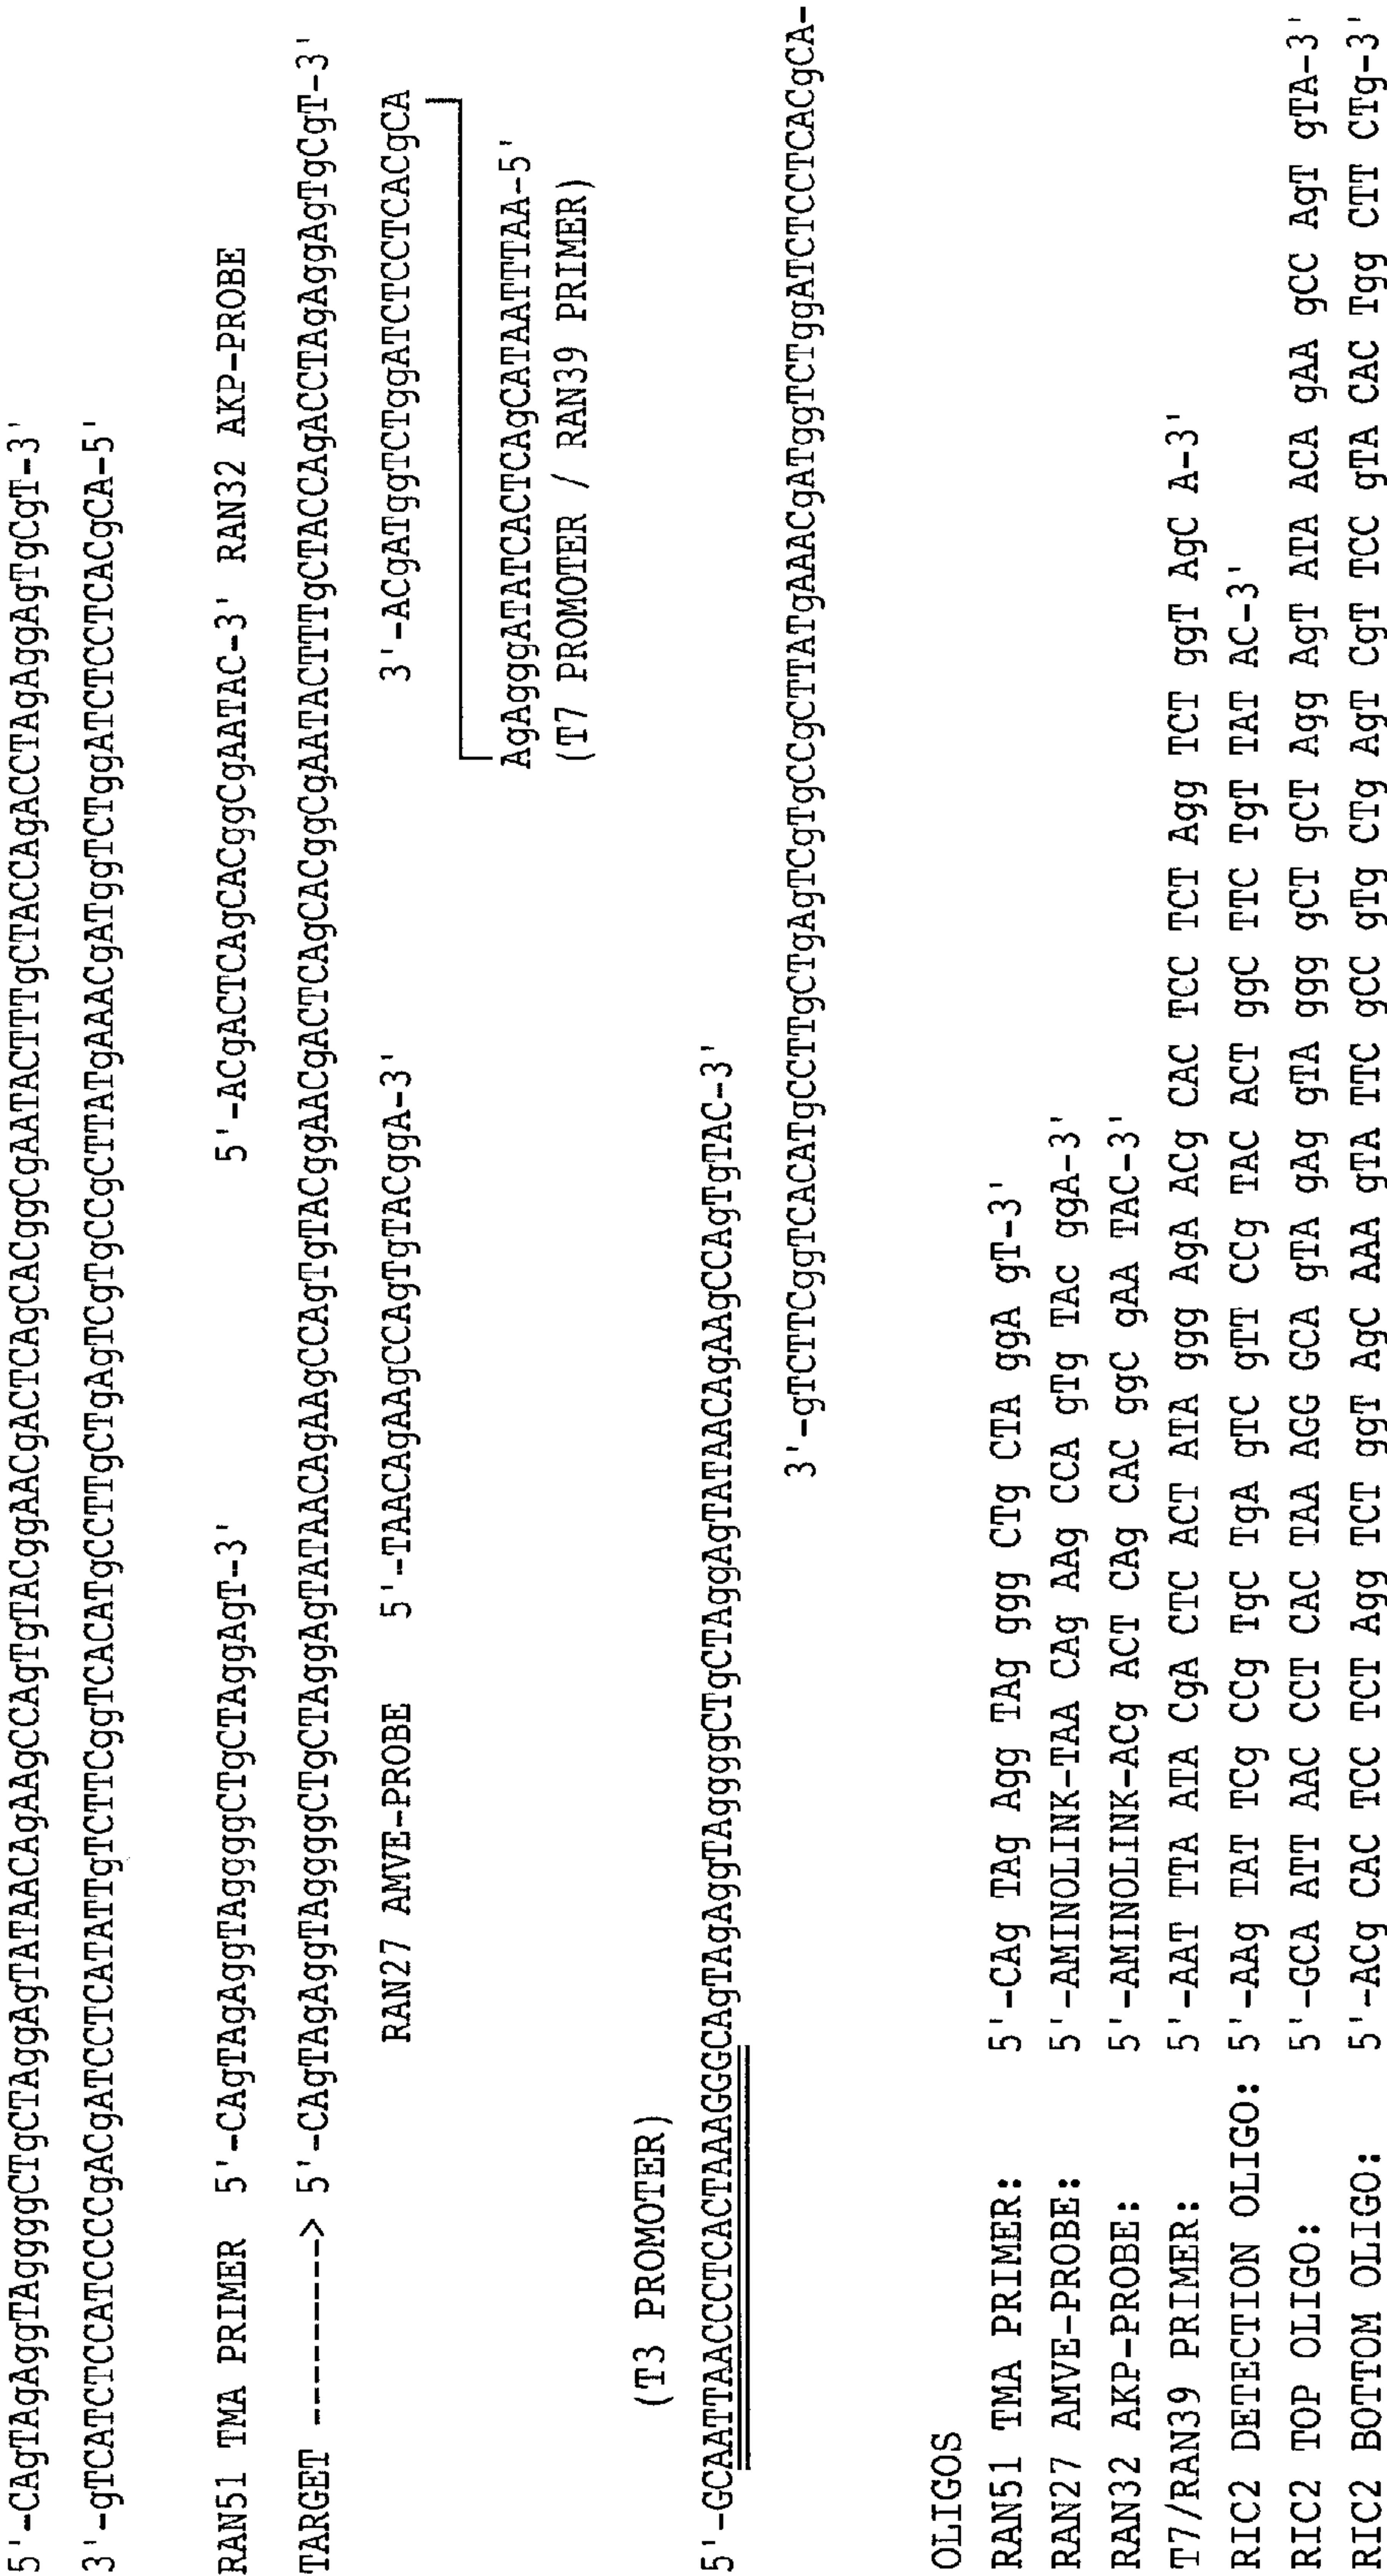 5'-CAgTAgAggTAggggCTgCTAggAgTATAACAgAAgCCAgTgTACggAACgACTCAgCACggCgAATACTTTgCTACCAgACCTAgAggAgTgCgT-3'
3'-gTCATCTCCATCCCCgACgATCCTCATATTgTCTTCggTCACATgCCTTgCTgAgTCgTgCCgCTTATgAAACgATggTCTggATCTCCTCACgCA-5'
RAN51 TMA PRIMER 5'-CAgTAgAggTAggggCTgCTAggAgT-3'
5'-ACgACTCAgCACggCgAATAC-3' RAN32 AKP-PROBE
TARGET ---------> 5'-CAgTAgAggTAggggCTgCTAggAgTATAACAgAAgCCAgTgTACggAACgACTCAgCACggCgAATACTTTgCTACCAgACCTAgAggAgTgCgT-3'
RAN27 AMVE-PROBE 5'-TAACAgAAgCCAgTgTACggA-3'
3'-ACgATggTCTggATCTCCTCACgCA
AgAgggATATCACTCAgCATAATTTAA-5'
(T7 PROMOTER / RAN39 PRIMER)
(T3 PROMOTER)
5'-GCAATTAACCCTCACTAAAGGGCAgTAgAggTAggggCTgCTAggAgTATAACAgAAgCCAgTgTAC-3'
3'-gTCTTCggTCACATgCCTTgCTgAgTCgTgCCgCTTATgAAACgATggTCTggATCTCCTCACgCA-
OLIGOS
RAN51 TMA PRIMER: 5'-CAg TAg Agg TAg ggg CTg CTA ggA gT-3'
RAN27 AMVE-PROBE: 5'-AMINOLINK-TAA CAg AAg CCA gTg TAc ggA-3'
RAN32 AKP-PROBE: 5'-AMINOLINK-ACg ACT CAg CAC ggC gAA TAC-3'
T7/RAN39 PRIMER: 5'-AAT TTA ATA CgA CTC ACT ATA ggg AgA ACg CAC TCC TCT Agg TCT ggT AgC A-3'
RIC2 DETECTION OLIGO: 5'-AAg TAT TCg CCg TgC TgA gTC gTT CCg TAC ACT ggC TTC TgT TAT AC-3'
RIC2 TOP OLIGO: 5'-GCA ATT AAC CCT CAC TAA AGG GCA gTA gAg gTA ggg gCT gCT Agg AgT ATA ACA gAA gCC AgT gTA-3'
RIC2 BOTTOM OLIGO: 5'-ACg CAC TCC TCT Agg TCT ggT AgC AAA gTA TTC gCC gTg CTg AgT CgT TCC gTA CAC Tgg CTT CTg-3'